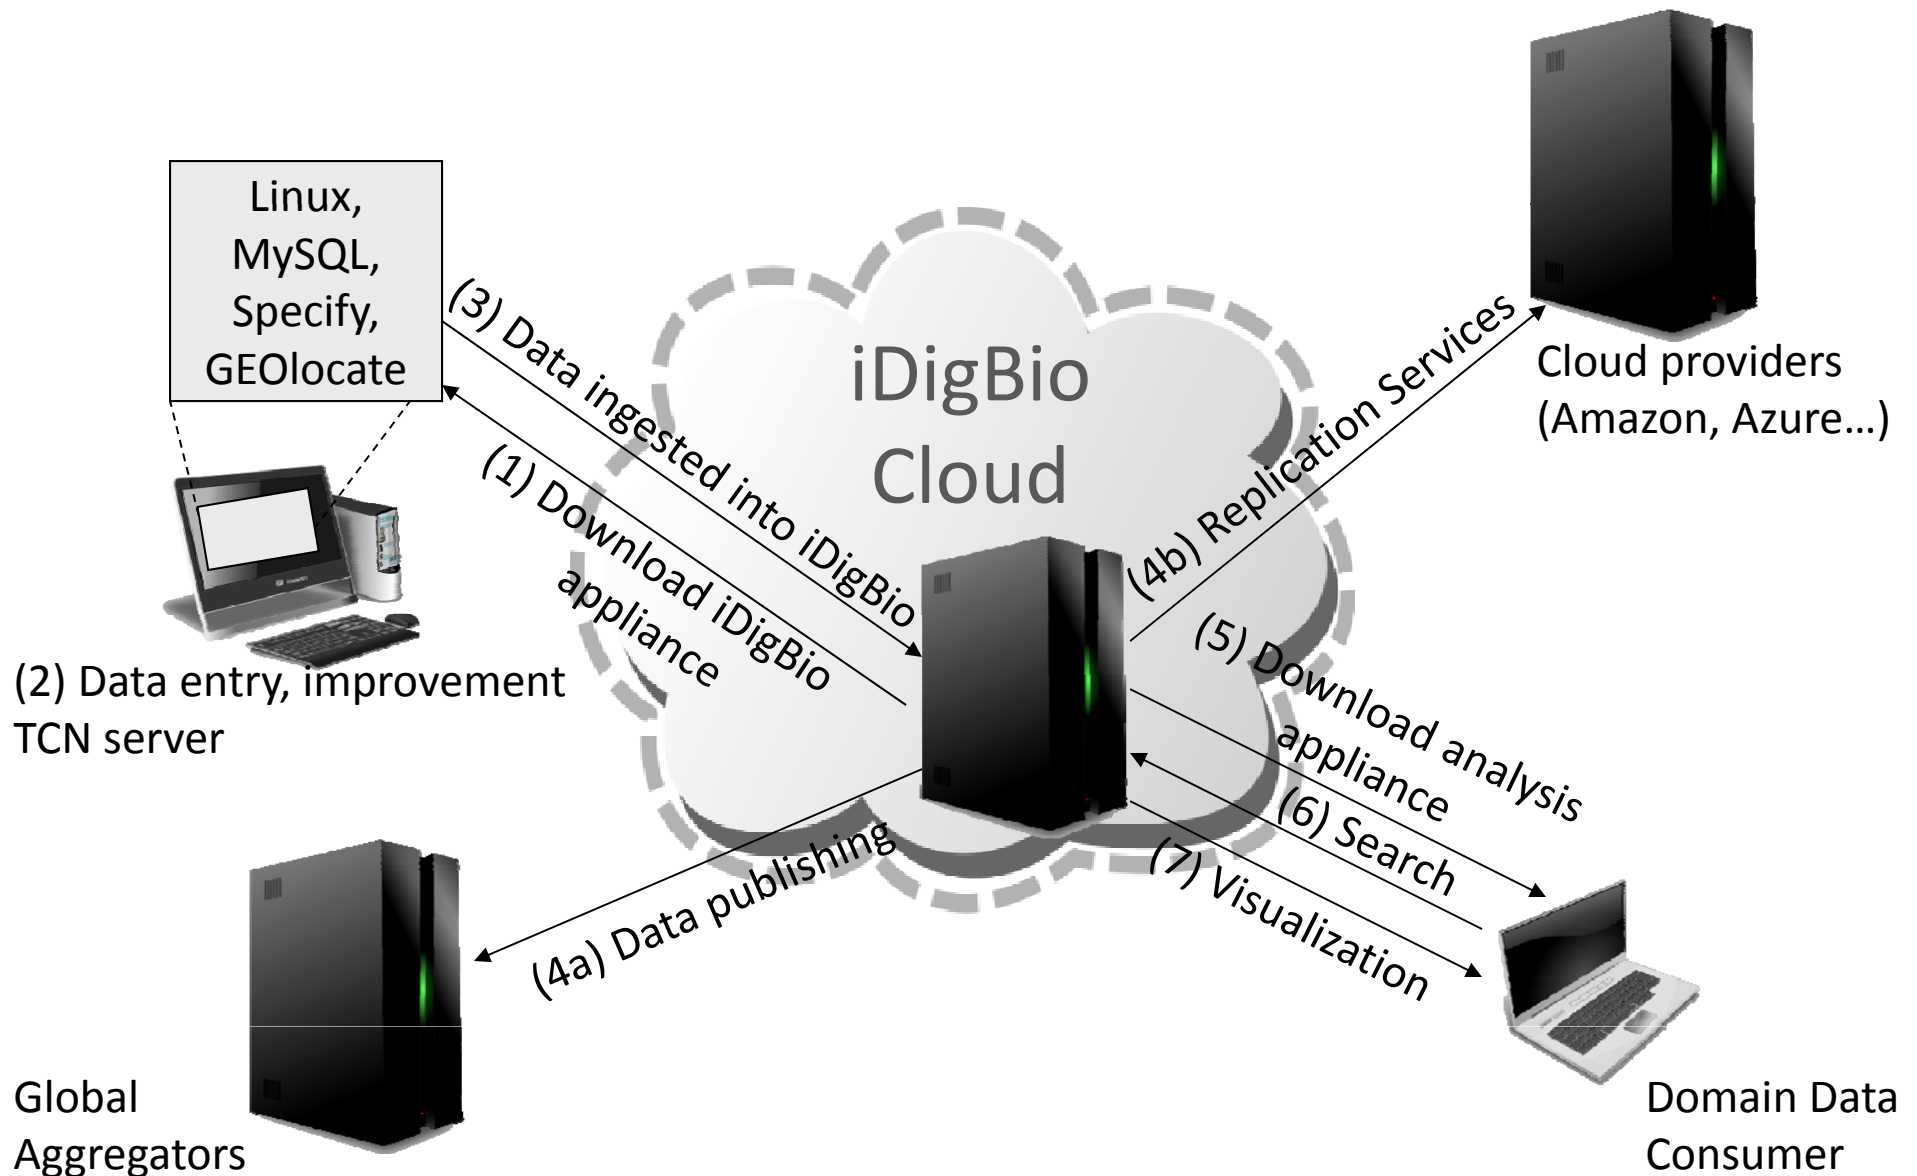 Linux,
MySQL,
Specify,
GEOlocate
(3) Data ingested into iDigBio
(1) Download iDigBio
appliance
(2) Data entry, improvement
TCN server
iDigBio
Cloud
(4b) Replication Services
Cloud providers
(Amazon, Azure…)
(5) Download analysis
appliance
(6) Search
(7) Visualization
(4a) Data publishing
Global
Aggregators
Domain Data
Consumer